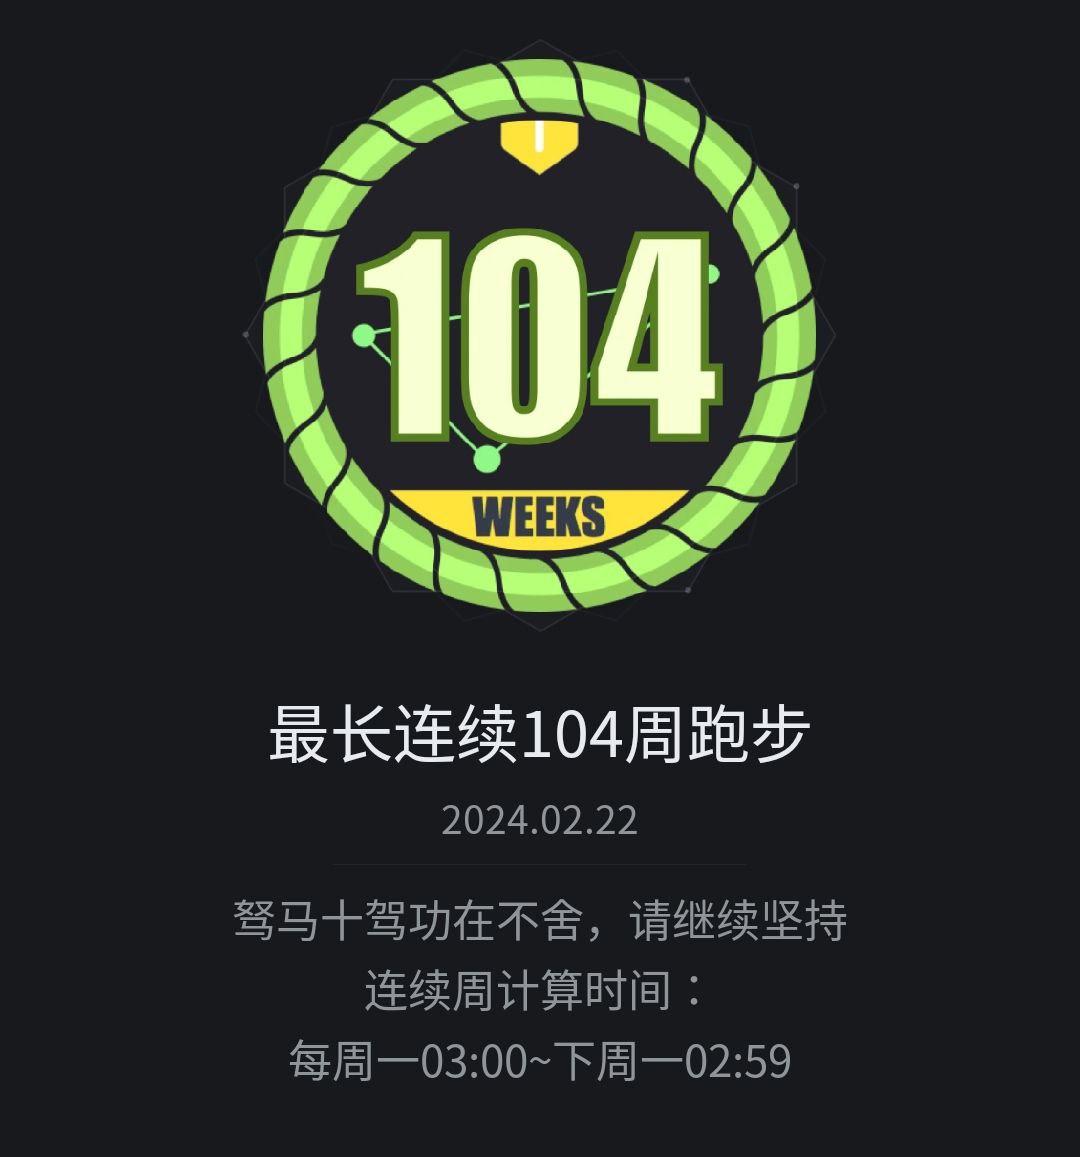 104
WEEKS
最长连续104周跑步
2024.02.22
驽马十驾功在不舍，请继续坚持
连续周计算时间：
每周一03:00~下周一02:59